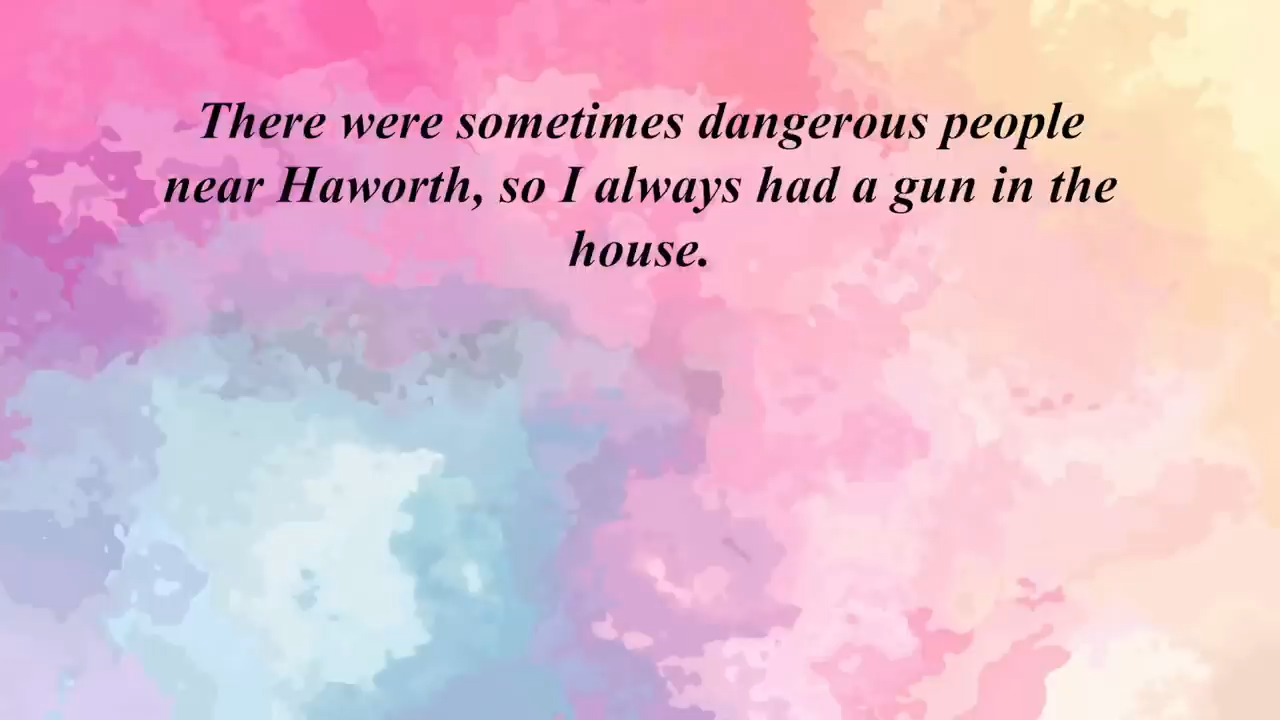 There were sometimes dangerous people
near Haworth, so I always had a gun in the
house.